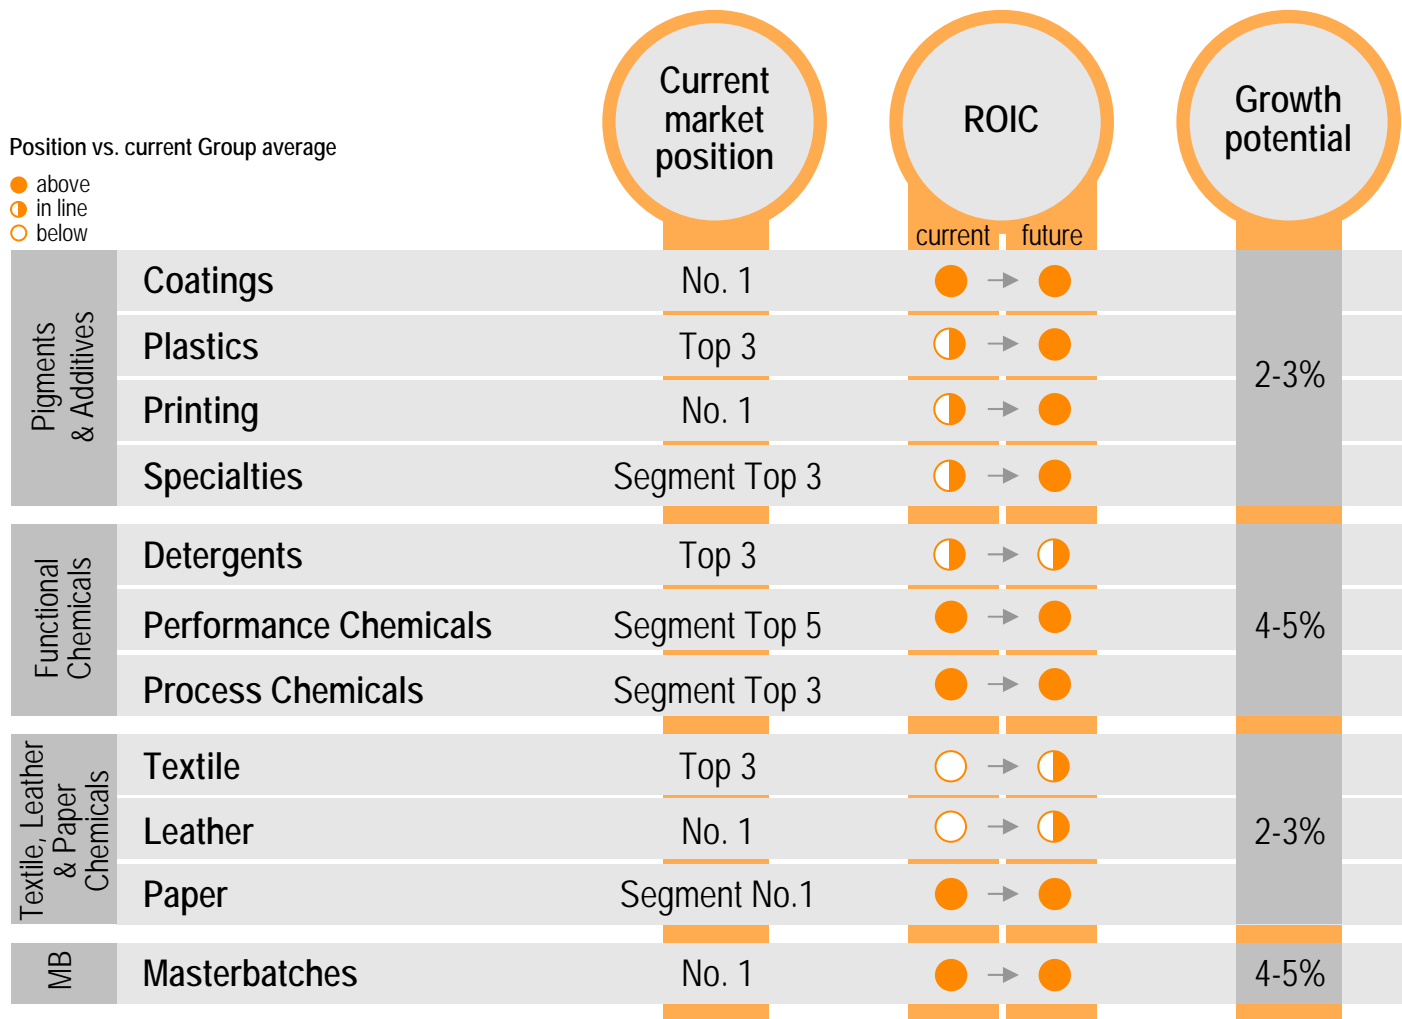 Current
market
position
ROIC
Growth
potential
Position vs. current Group average
above
in line
below
current future
Pigments
& Additives
Coatings No. 1
Plastics Top 3
Printing No. 1
Specialties Segment Top 3
2-3%
Functional
Chemicals
Detergents Top 3
Performance Chemicals Segment Top 5
Process Chemicals Segment Top 3
4-5%
Textile, Leather
& Paper
Chemicals
Textile Top 3
Leather No. 1
Paper Segment No.1
2-3%
MB
Masterbatches No. 1 4-5%